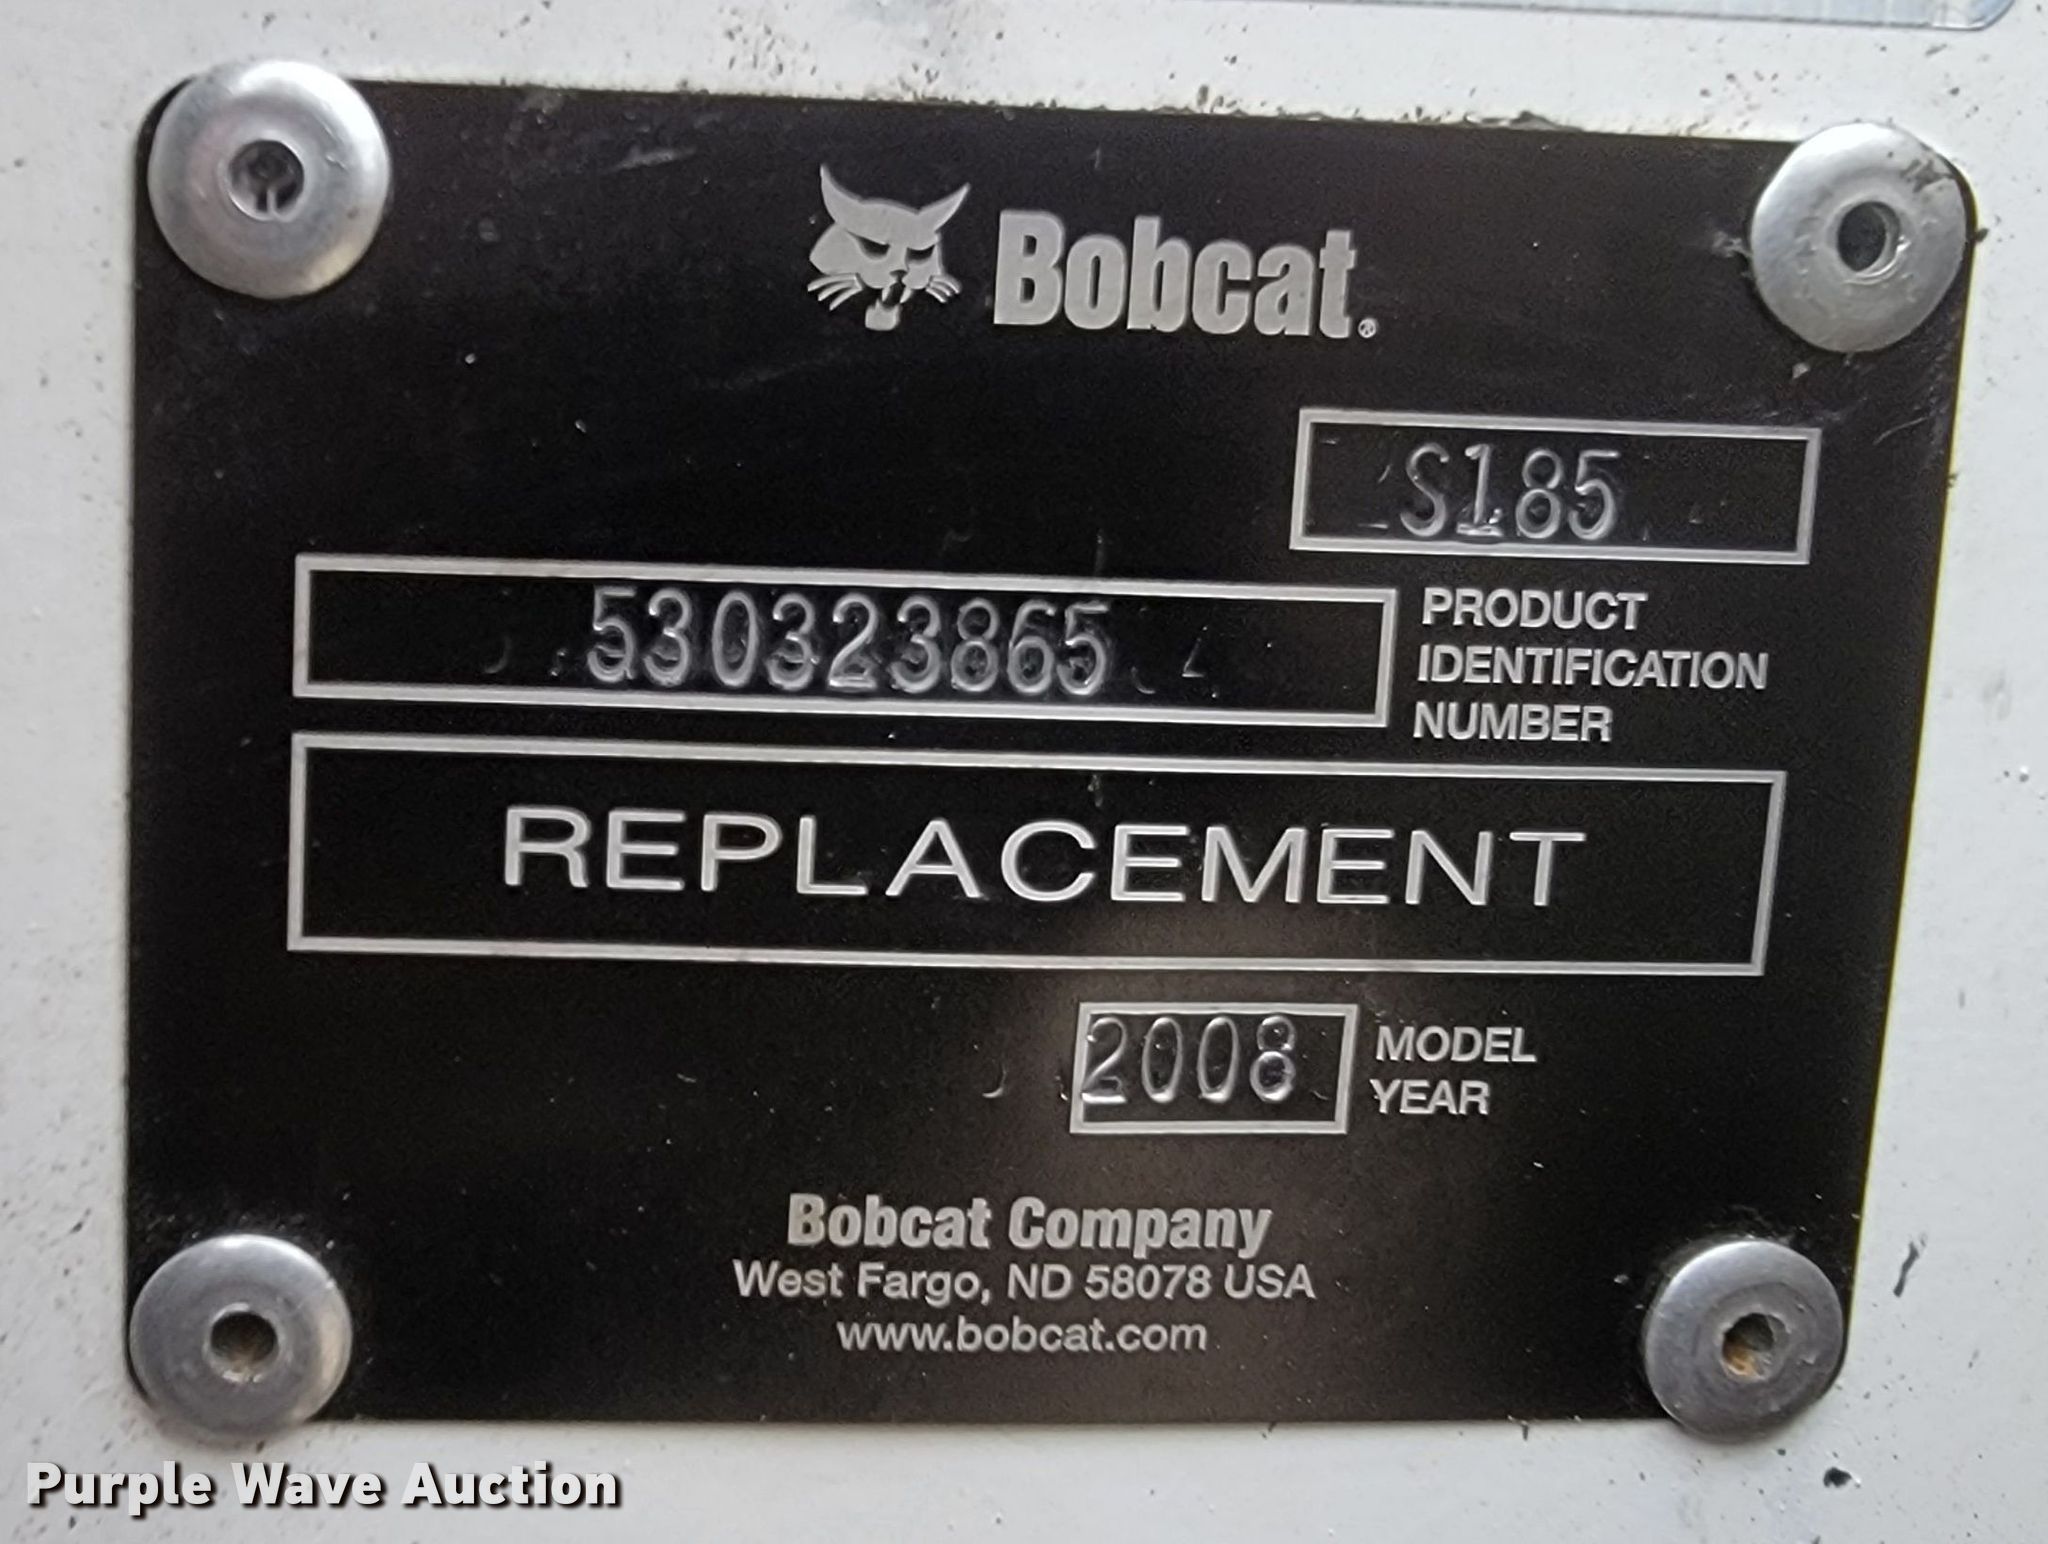 Bobcat®
S185
530323865
PRODUCT
IDENTIFICATION
NUMBER
REPLACEMENT
2008
MODEL
YEAR
Bobcat Company
West Fargo, ND 58078 USA
www.bobcat.com
Purple Wave Auction